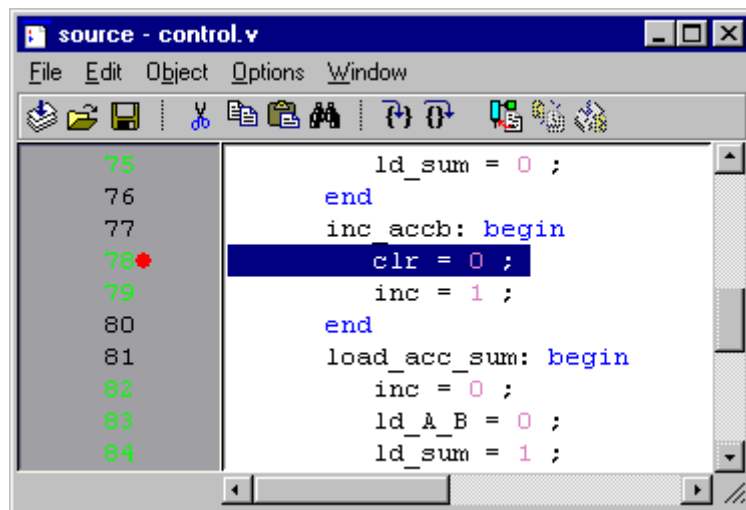 source - control.v
File Edit Object Options Window
75 ld_sum = 0 ;
76 end
77 inc_accb: begin
78 clr = 0 ;
79 inc = 1 ;
80 end
81 load_acc_sum: begin
82 inc = 0 ;
83 ld_A_B = 0 ;
84 ld_sum = 1 ;